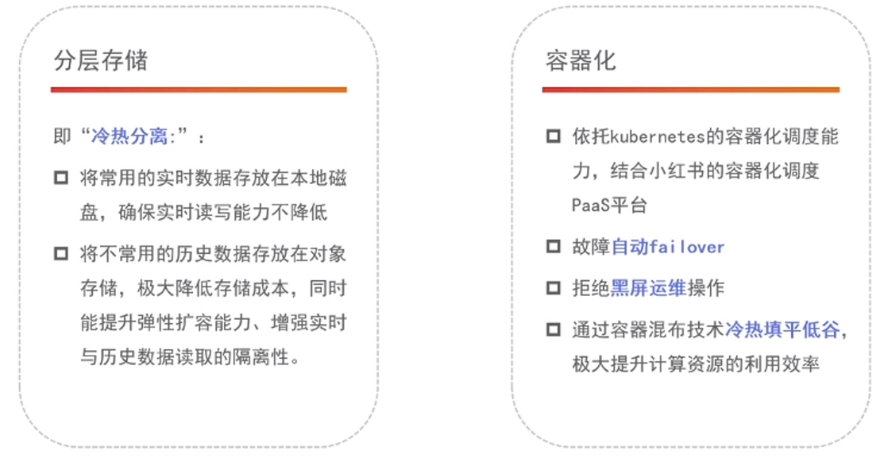 分层存储
即“冷热分离:”：
将常用的实时数据存放在本地磁
盘，确保实时读写能力不降低
将不常用的历史数据存放在对象
存储，极大降低存储成本，同时
能提升弹性扩容能力、增强实时
与历史数据读取的隔离性。
容器化
依托kubernetes的容器化调度能
力，结合小红书的容器化调度
PaaS平台
故障自动failover
拒绝黑屏运维操作
通过容器混布技术冷热填平低谷，
极大提升计算资源的利用效率